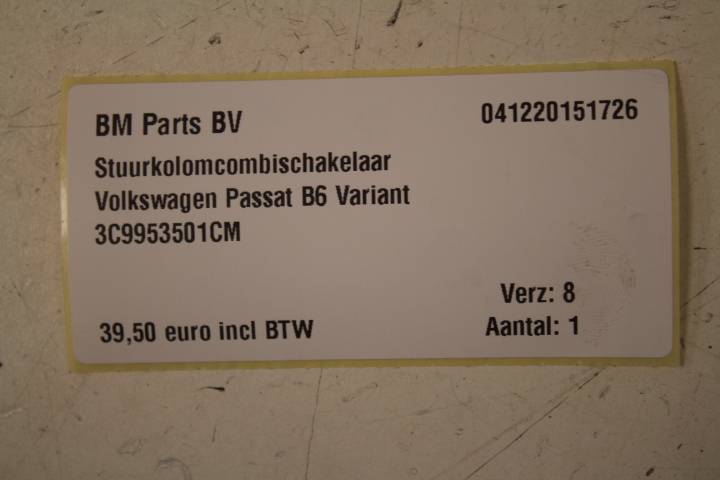 BM Parts BV
041220151726
Stuurkolomcombischakelaar
Volkswagen Passat B6 Variant
3C9953501CM
Verz: 8
39,50 euro incl BTW
Aantal: 1